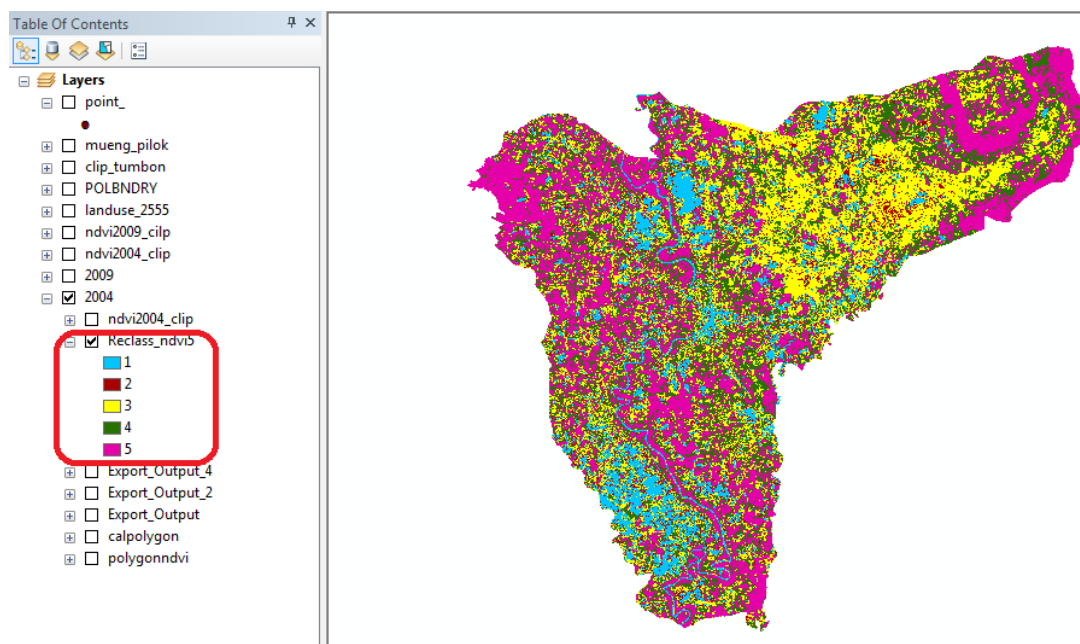 Table Of Contents
Layers
point_
mueng_pilok
clip_tumbon
POLBNDRY
landuse_2555
ndvi2009_cilp
ndvi2004_clip
2009
2004
ndvi2004_clip
Reclass_ndvi5
1
2
3
4
5
Export_Output_4
Export_Output_2
Export_Output
calpolygon
polygonndvi